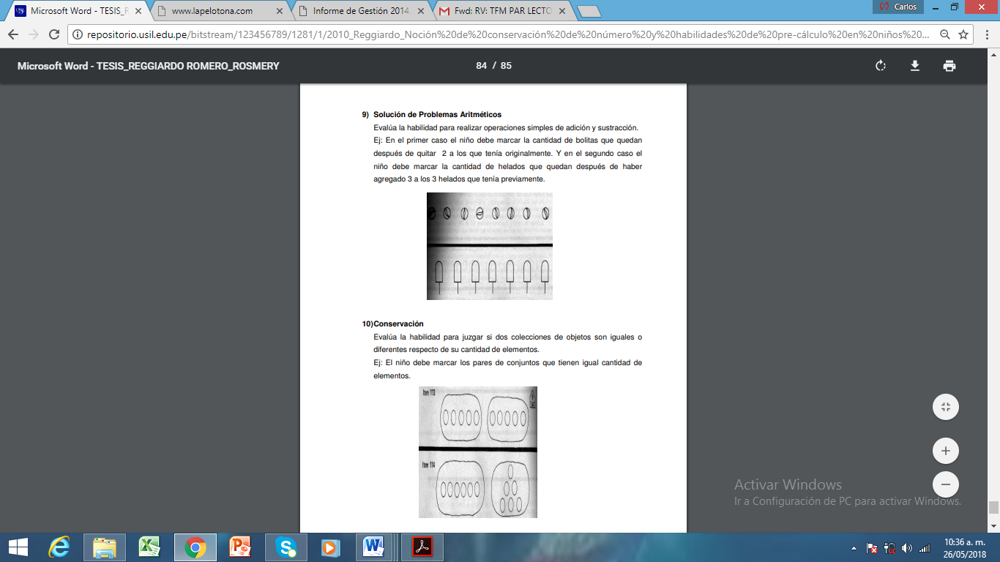 Microsoft Word - TESIS_R
www.lapelotona.com
Informe de Gestión 2014.
Fwd: RV: TFM PAR LECTO
Carlos
repositorio.usil.edu.pe/bitstream/123456789/1281/1/2010_Reggiardo_Noción%20de%20conservación%20de%20número%20y%20habilidades%20de%20pre-cálculo%20en%20niños%20...
Microsoft Word - TESIS_REGGIARDO ROMERO_ROSMERY
84 / 85
9) Solución de Problemas Aritméticos
Evalúa la habilidad para realizar operaciones simples de adición y sustracción.
Ej: En el primer caso el niño debe marcar la cantidad de bolitas que quedan
después de quitar 2 a los que tenía originalmente. Y en el segundo caso el
niño debe marcar la cantidad de helados que quedan después de haber
agregado 3 a los 3 helados que tenía previamente.
10)Conservación
Evalúa la habilidad para juzgar si dos colecciones de objetos son iguales o
diferentes respecto de su cantidad de elementos.
Ej: El niño debe marcar los pares de conjuntos que tienen igual cantidad de
elementos.
Item 113
Item 114
Activar Windows
Ir a Configuración de PC para activar Windows.
10:36 a. m.
26/05/2018